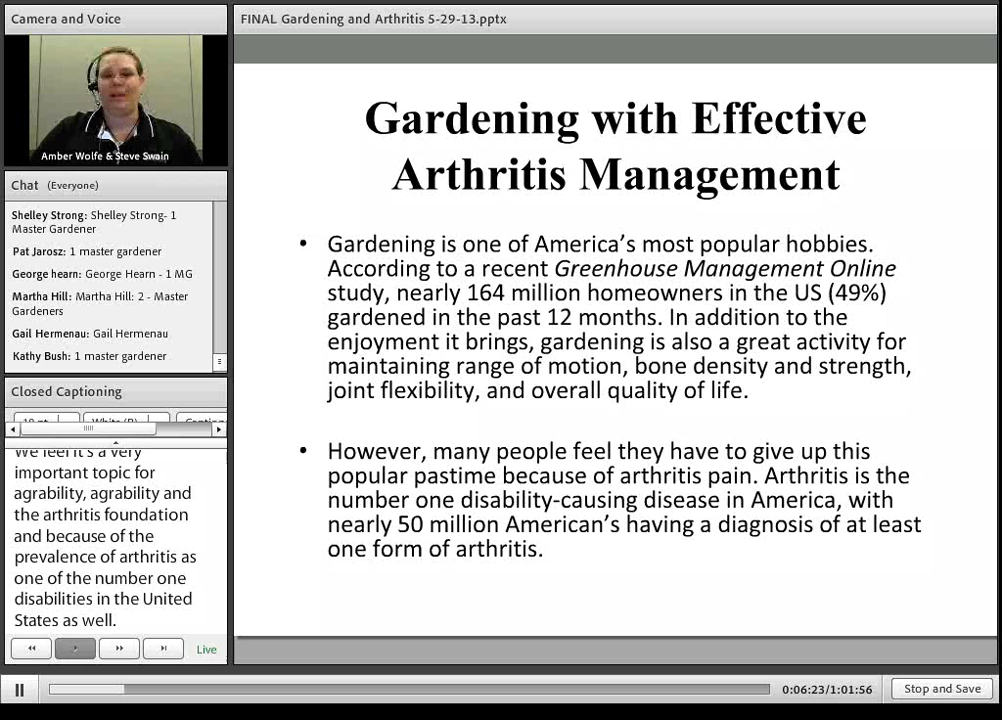 Camera and Voice
FINAL Gardening and Arthritis 5-29-13.pptx
Amber Wolfe & Steve Swain
Chat (Everyone)
Shelley Strong: Shelley Strong- 1
Master Gardener
Pat Jarosz: 1 master gardener
George hearn: George Hearn - 1 MG
Martha Hill: Martha Hill: 2 - Master
Gardeners
Gail Hermenau: Gail Hermenau
Kathy Bush: 1 master gardener
Closed Captioning
We feel it's a very
important topic for
agrability, agrability and
the arthritis foundation
and because of the
prevalence of arthritis as
one of the number one
disabilities in the United
States as well.
Live
Gardening with Effective
Arthritis Management
• Gardening is one of America's most popular hobbies.
According to a recent Greenhouse Management Online
study, nearly 164 million homeowners in the US (49%)
gardened in the past 12 months. In addition to the
enjoyment it brings, gardening is also a great activity for
maintaining range of motion, bone density and strength,
joint flexibility, and overall quality of life.
• However, many people feel they have to give up this
popular pastime because of arthritis pain. Arthritis is the
number one disability-causing disease in America, with
nearly 50 million American's having a diagnosis of at least
one form of arthritis.
0:06:23/1:01:56
Stop and Save